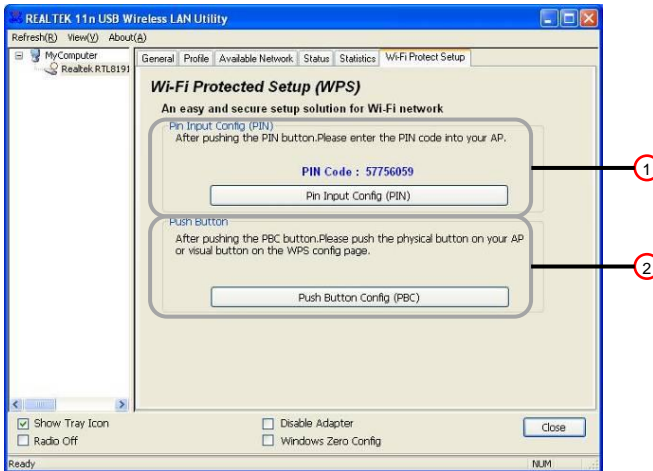 REALTEK 11n USB Wireless LAN Utility
Refresh(R) View(V) About(A)
MyComputer
Realtek RTL8191
General Profile Available Network Status Statistics Wi-Fi Protect Setup
Wi-Fi Protected Setup (WPS)
An easy and secure setup solution for Wi-Fi network
Pin Input Config (PIN)
After pushing the PIN button.Please enter the PIN code into your AP.
PIN Code : 57756059
Pin Input Config (PIN)
1
Push Button
After pushing the PBC button.Please push the physical button on your AP
or visual button on the WPS config page.
2
Push Button Config (PBC)
Show Tray Icon
Radio Off
Disable Adapter
Windows Zero Config
Close
Ready
NUM